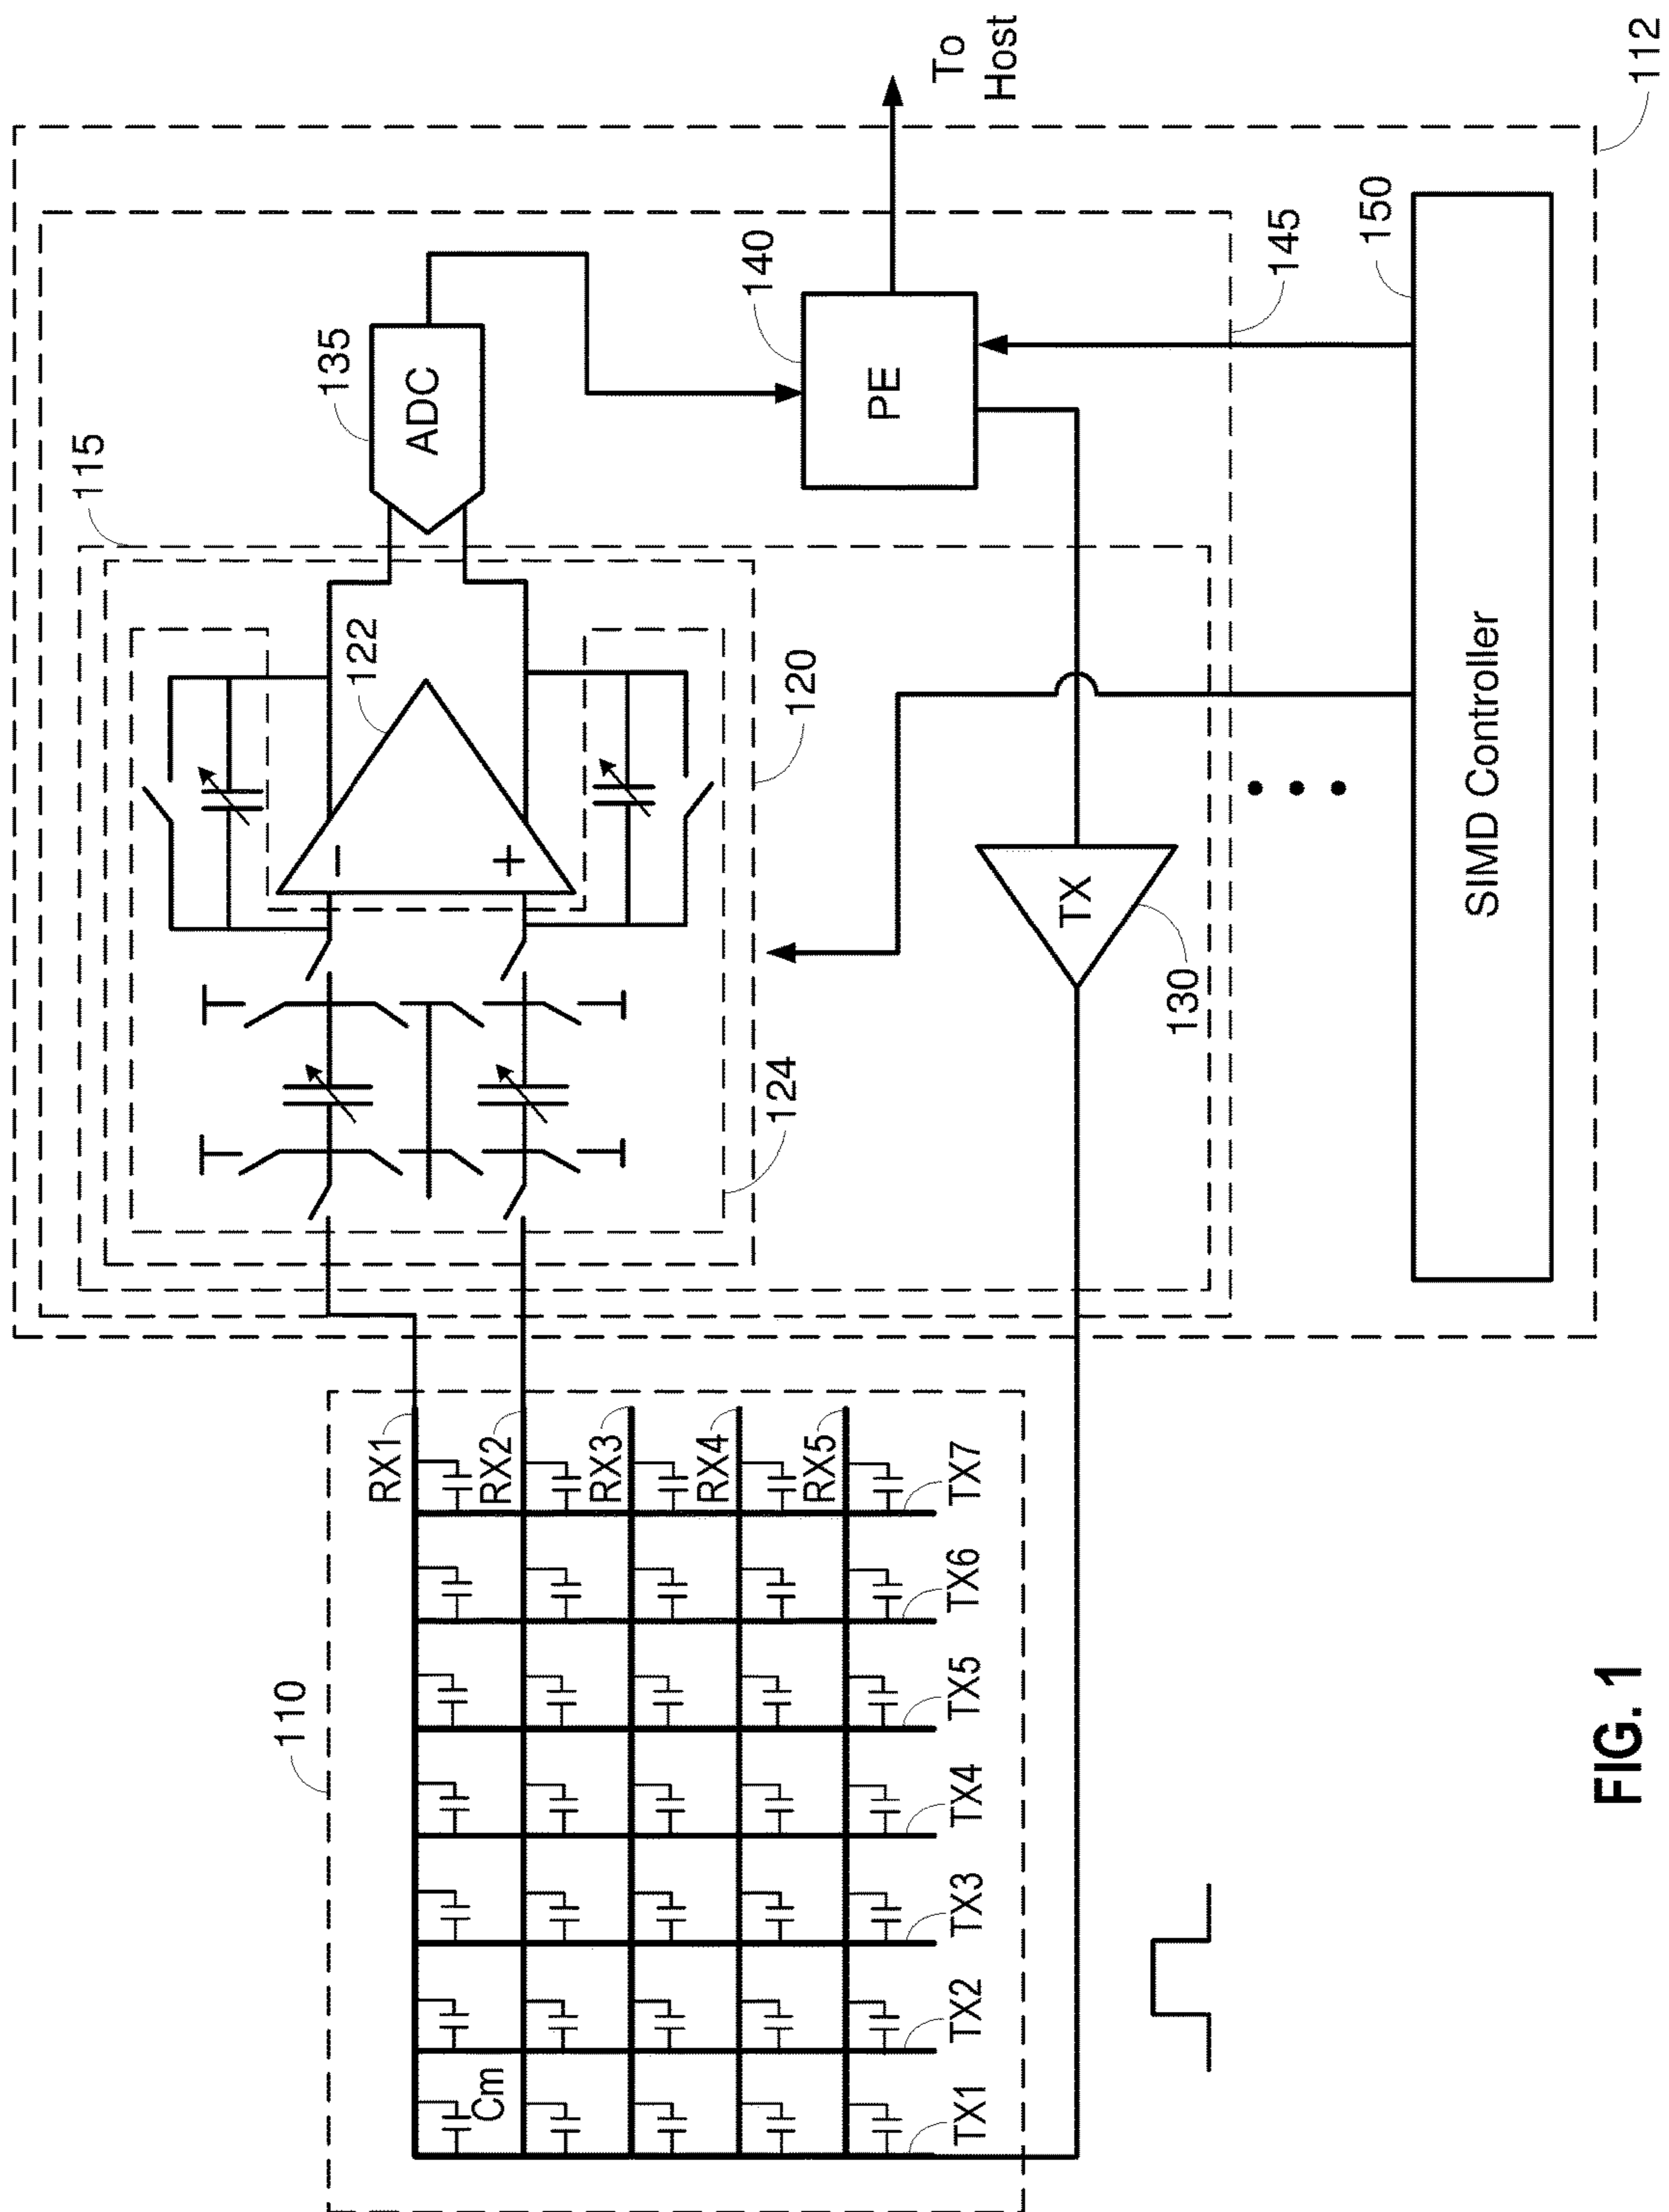 110
RX1
RX2
RX3
RX4
RX5
Cm
TX1
TX2
TX3
TX4
TX5
TX6
TX7
115
122
120
124
135
ADC
140
PE
To
Host
TX
130
145
150
SIMD Controller
112
FIG. 1